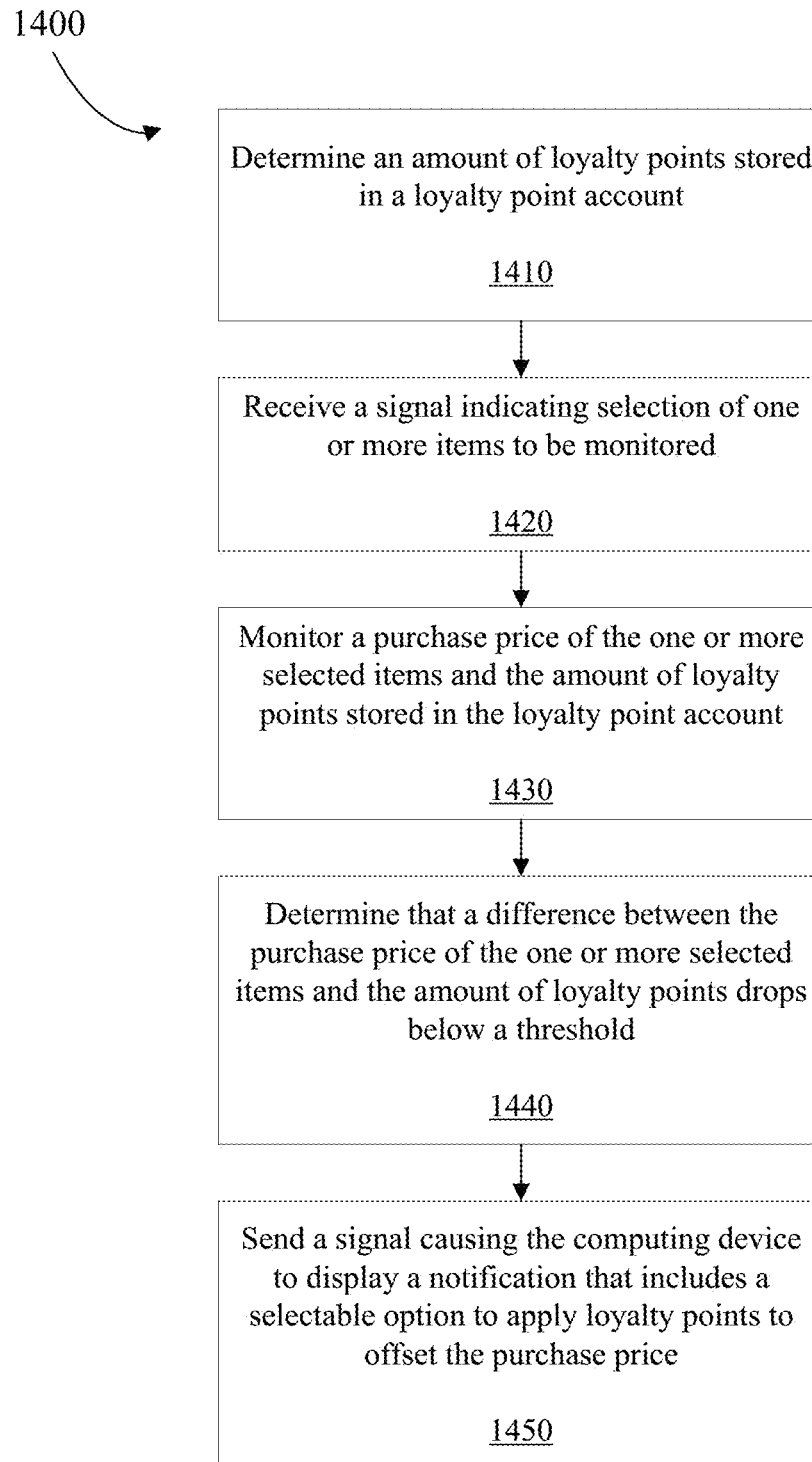 1400
Determine an amount of loyalty points stored
in a loyalty point account
1410
Receive a signal indicating selection of one
or more items to be monitored
1420
Monitor a purchase price of the one or more
selected items and the amount of loyalty
points stored in the loyalty point account
1430
Determine that a difference between the
purchase price of the one or more selected
items and the amount of loyalty points drops
below a threshold
1440
Send a signal causing the computing device
to display a notification that includes a
selectable option to apply loyalty points to
offset the purchase price
1450